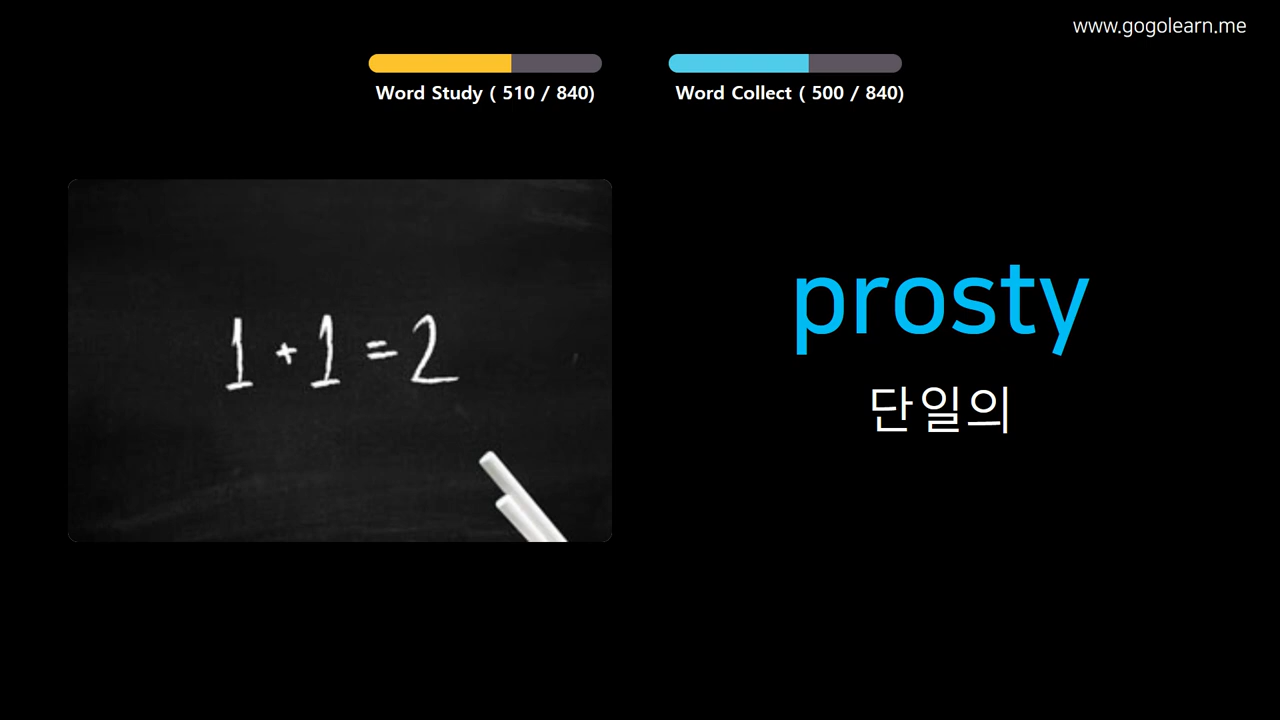 www.gogolearn.me
Word Study ( 510 / 840)
Word Collect ( 500 / 840)
1 + 1 = 2
prosty
단일의